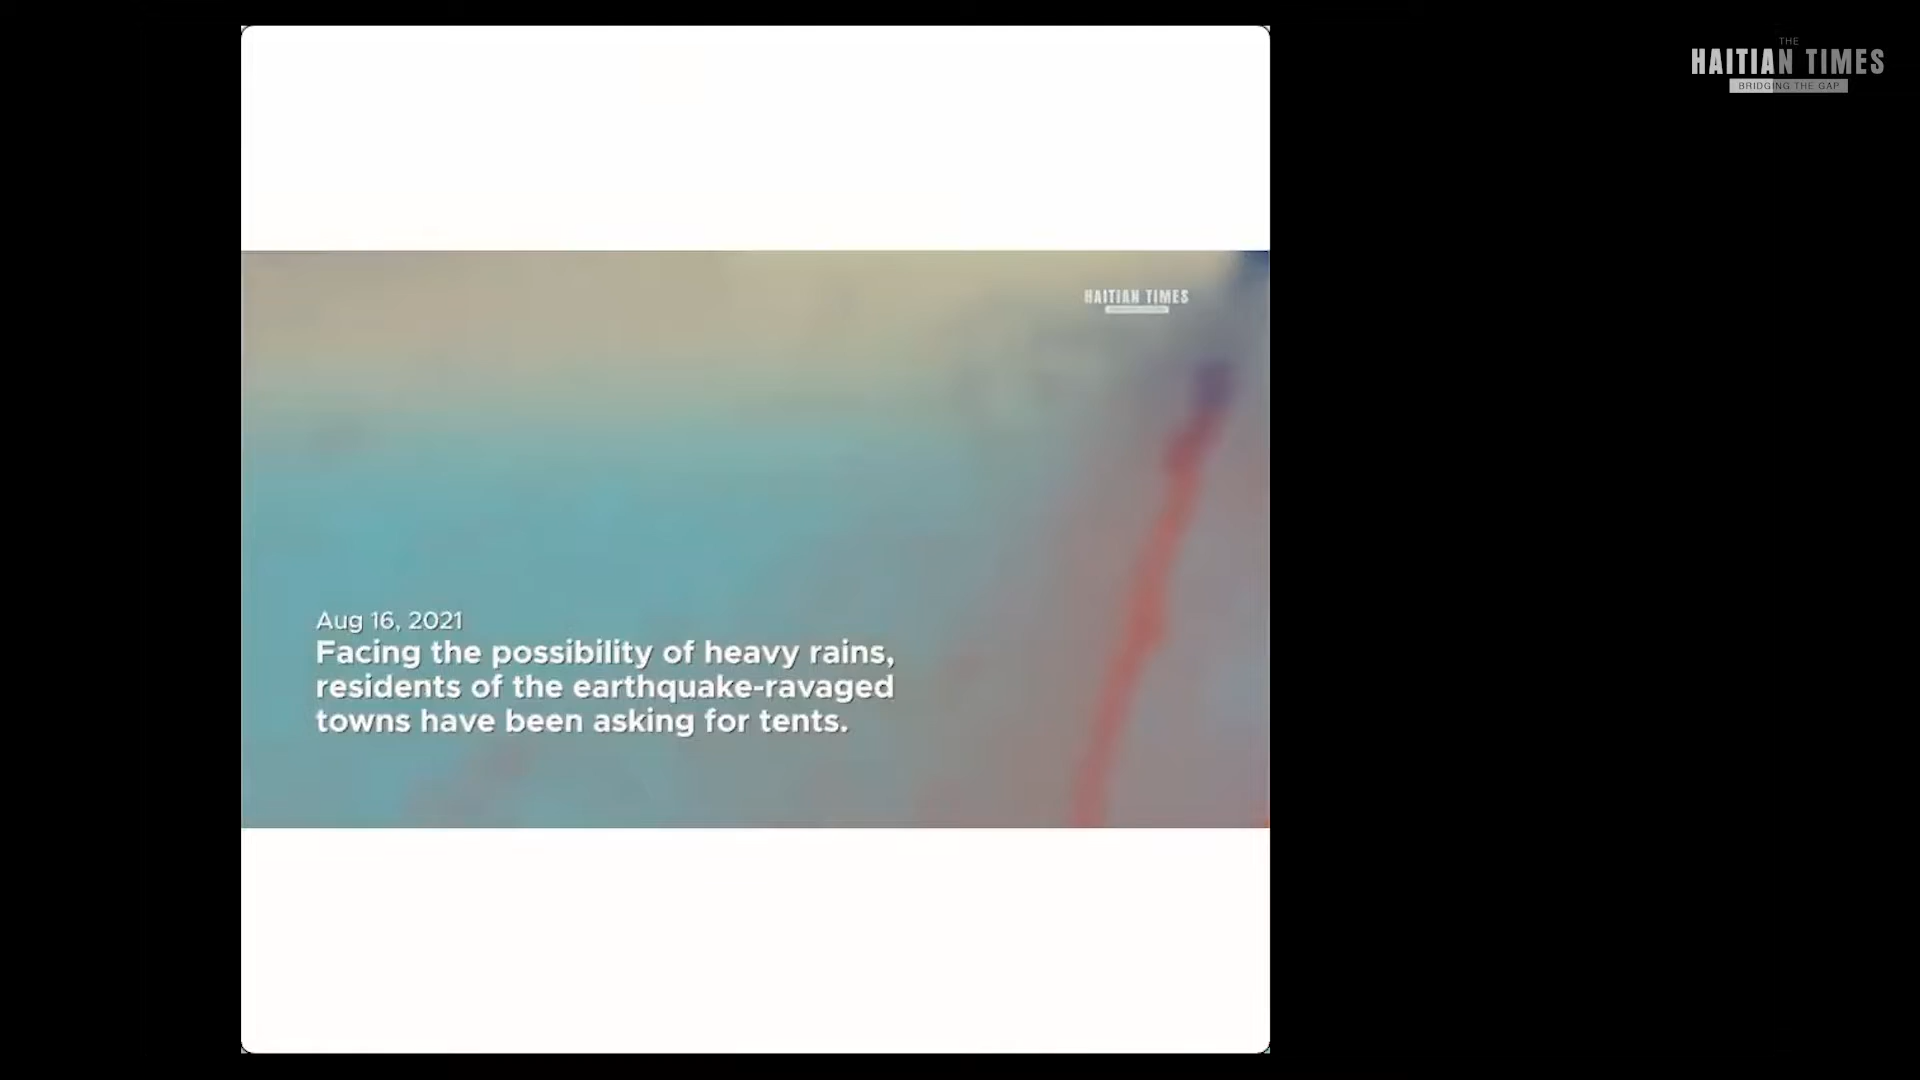 THE
HAITIAN TIMES
BRIDGING THE GAP
HAITIAN TIMES
Aug 16, 2021
Facing the possibility of heavy rains,
residents of the earthquake-ravaged
towns have been asking for tents.